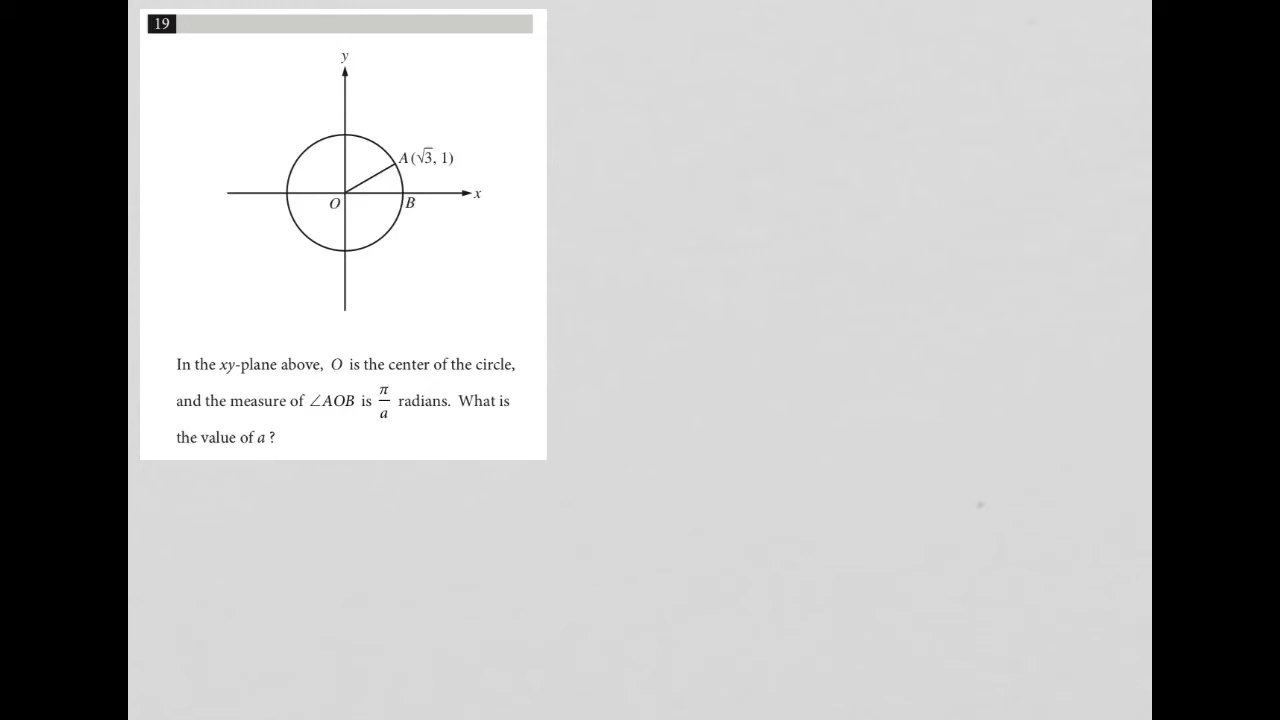 19
y
A(√3, 1)
O
B
x
In the xy-plane above, O is the center of the circle,
and the measure of ∠AOB is π/a radians. What is
the value of a ?